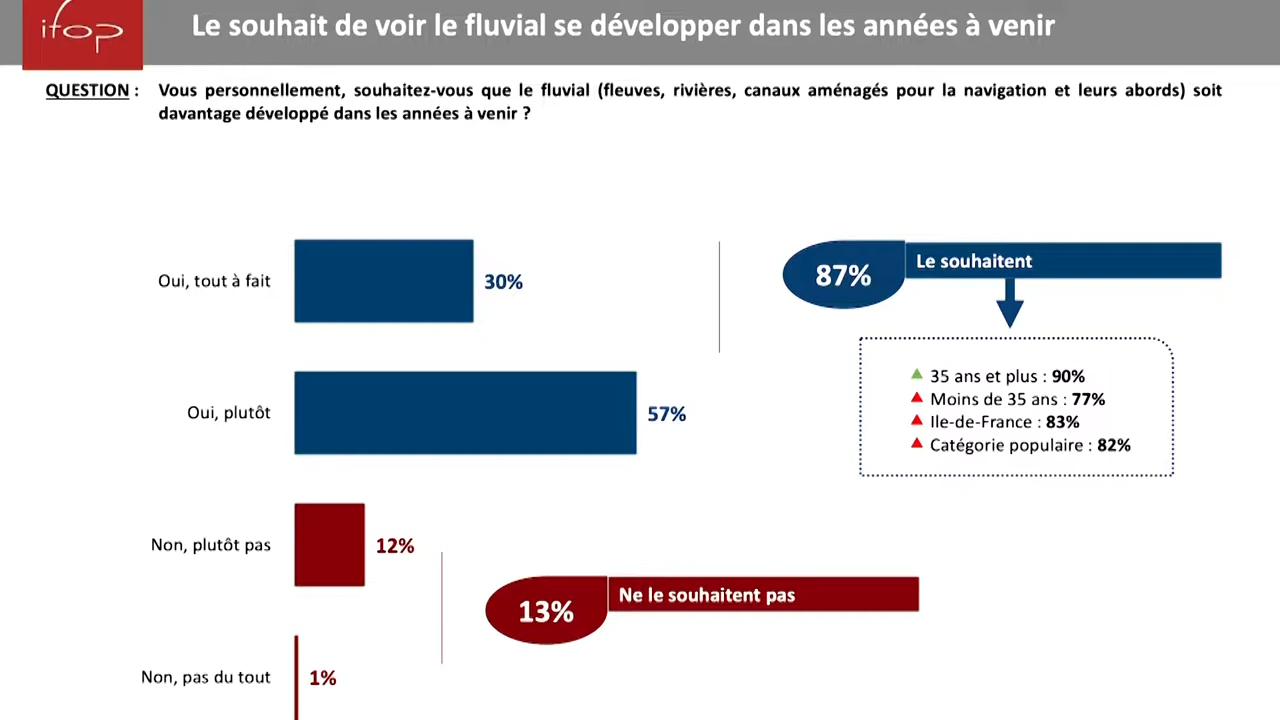 ifop
Le souhait de voir le fluvial se développer dans les années à venir
QUESTION : Vous personnellement, souhaitez-vous que le fluvial (fleuves, rivières, canaux aménagés pour la navigation et leurs abords) soit
davantage développé dans les années à venir ?
Oui, tout à fait 30%
87% Le souhaitent
35 ans et plus : 90%
Moins de 35 ans : 77%
Ile-de-France : 83%
Catégorie populaire : 82%
Oui, plutôt 57%
Non, plutôt pas 12%
13% Ne le souhaitent pas
Non, pas du tout 1%